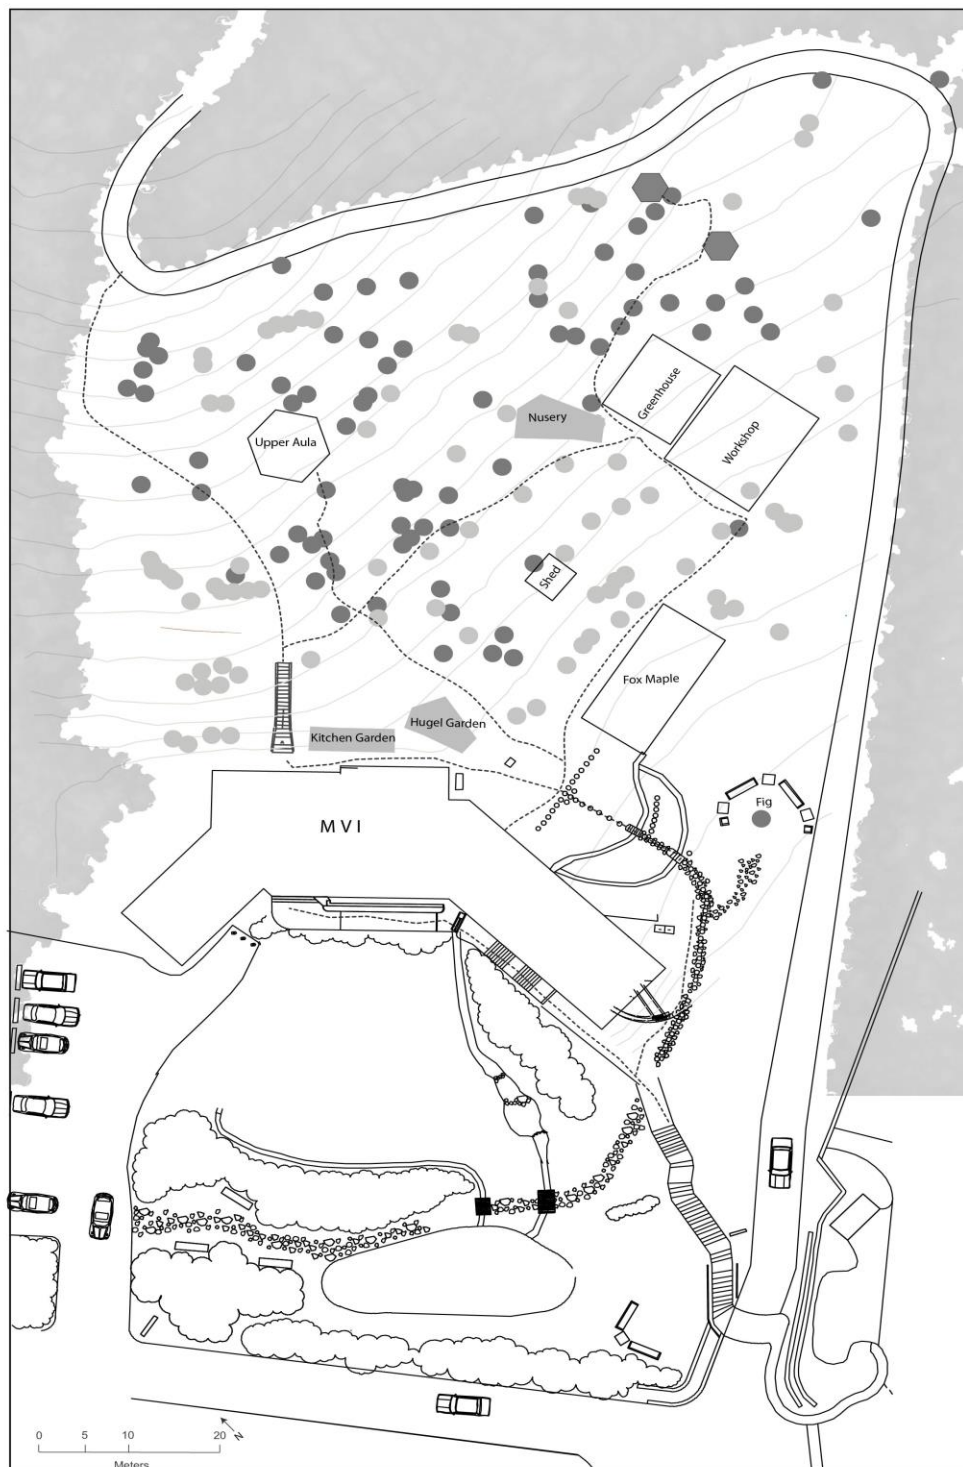 Greenhouse
Nusery
Workshop
Upper Aula
Shed
Fox Maple
Hugel Garden
Kitchen Garden
Fig
MVI
N
0 5 10 20
Meters